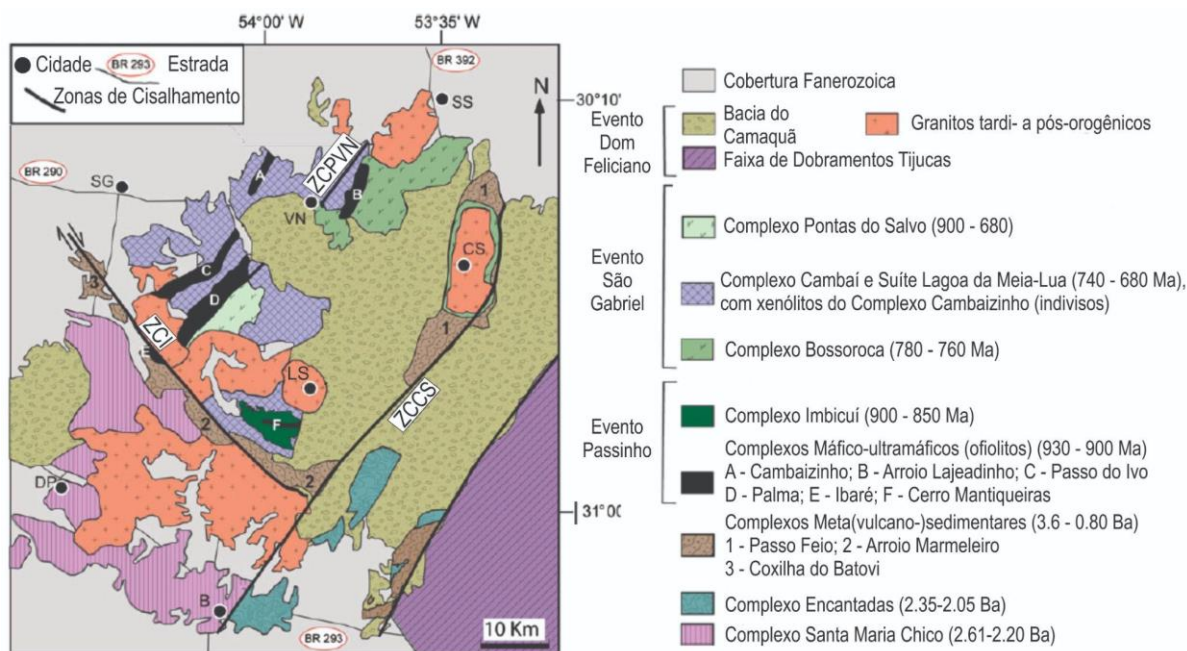 54°00' W
53°35' W
Cidade
BR 293
Estrada
Zonas de Cisalhamento
BR 392
SS
N
30°10'
BR 290
SG
ZCPVN
A
B
VN
1
CS
C
3
D
ZCI
E
LS
1
ZCCS
2
F
DP
2
31°00'
B
BR 293
10 Km
Cobertura Fanerozoica
Evento Dom Feliciano
Bacia do Camaquã
Granitos tardi- a pós-orogênicos
Faixa de Dobramentos Tijucas
Evento São Gabriel
Complexo Pontas do Salvo (900 - 680)
Complexo Cambaí e Suíte Lagoa da Meia-Lua (740 - 680 Ma),
com xenólitos do Complexo Cambaizinho (indivisos)
Complexo Bossoroca (780 - 760 Ma)
Evento Passinho
Complexo Imbicuí (900 - 850 Ma)
Complexos Máfico-ultramáficos (ofiolitos) (930 - 900 Ma)
A - Cambaizinho; B - Arroio Lajeadinho; C - Passo do Ivo
D - Palma; E - Ibaré; F - Cerro Mantiqueiras
Complexos Meta(vulcano-)sedimentares (3.6 - 0.80 Ba)
1 - Passo Feio; 2 - Arroio Marmeleiro
3 - Coxilha do Batovi
Complexo Encantadas (2.35-2.05 Ba)
Complexo Santa Maria Chico (2.61-2.20 Ba)